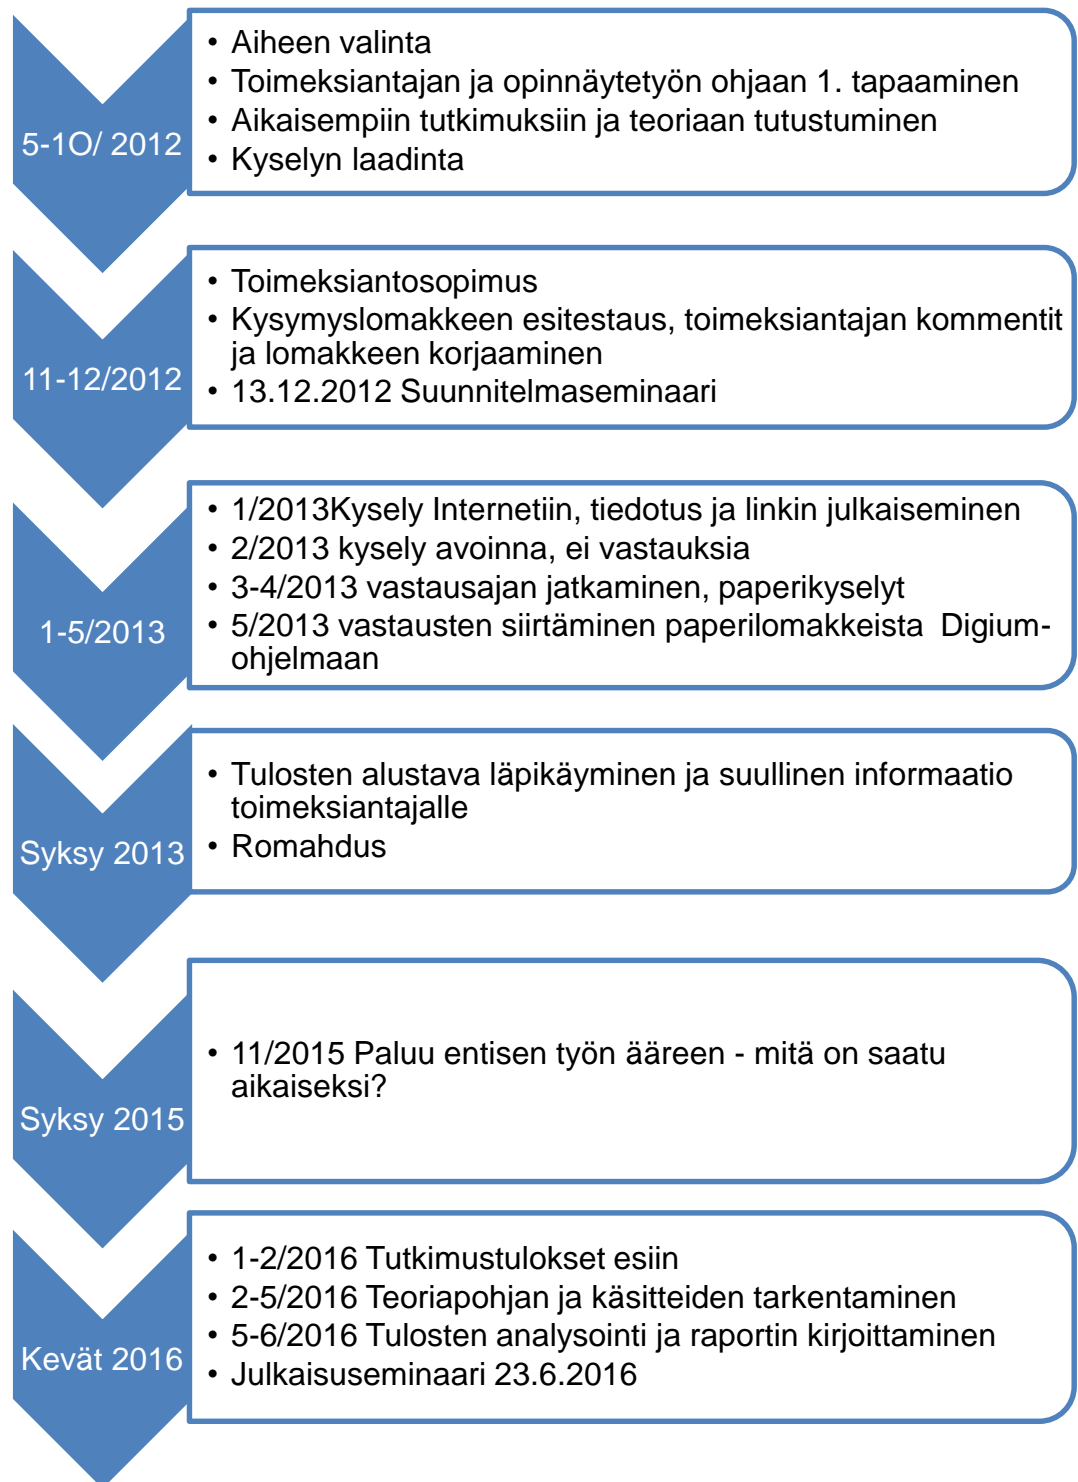 5-1O/ 2012
• Aiheen valinta
• Toimeksiantajan ja opinnäytetyön ohjaan 1. tapaaminen
• Aikaisempiin tutkimuksiin ja teoriaan tutustuminen
• Kyselyn laadinta
11-12/2012
• Toimeksiantosopimus
• Kysymyslomakkeen esitestaus, toimeksiantajan kommentit
ja lomakkeen korjaaminen
• 13.12.2012 Suunnitelmaseminaari
1-5/2013
• 1/2013Kysely Internetiin, tiedotus ja linkin julkaiseminen
• 2/2013 kysely avoinna, ei vastauksia
• 3-4/2013 vastausajan jatkaminen, paperikyselyt
• 5/2013 vastausten siirtäminen paperilomakkeista  Digium-
ohjelmaan
Syksy 2013
• Tulosten alustava läpikäyminen ja suullinen informaatio
toimeksiantajalle
• Romahdus
Syksy 2015
• 11/2015 Paluu entisen työn ääreen - mitä on saatu
aikaiseksi?
Kevät 2016
• 1-2/2016 Tutkimustulokset esiin
• 2-5/2016 Teoriapohjan ja käsitteiden tarkentaminen
• 5-6/2016 Tulosten analysointi ja raportin kirjoittaminen
• Julkaisuseminaari 23.6.2016